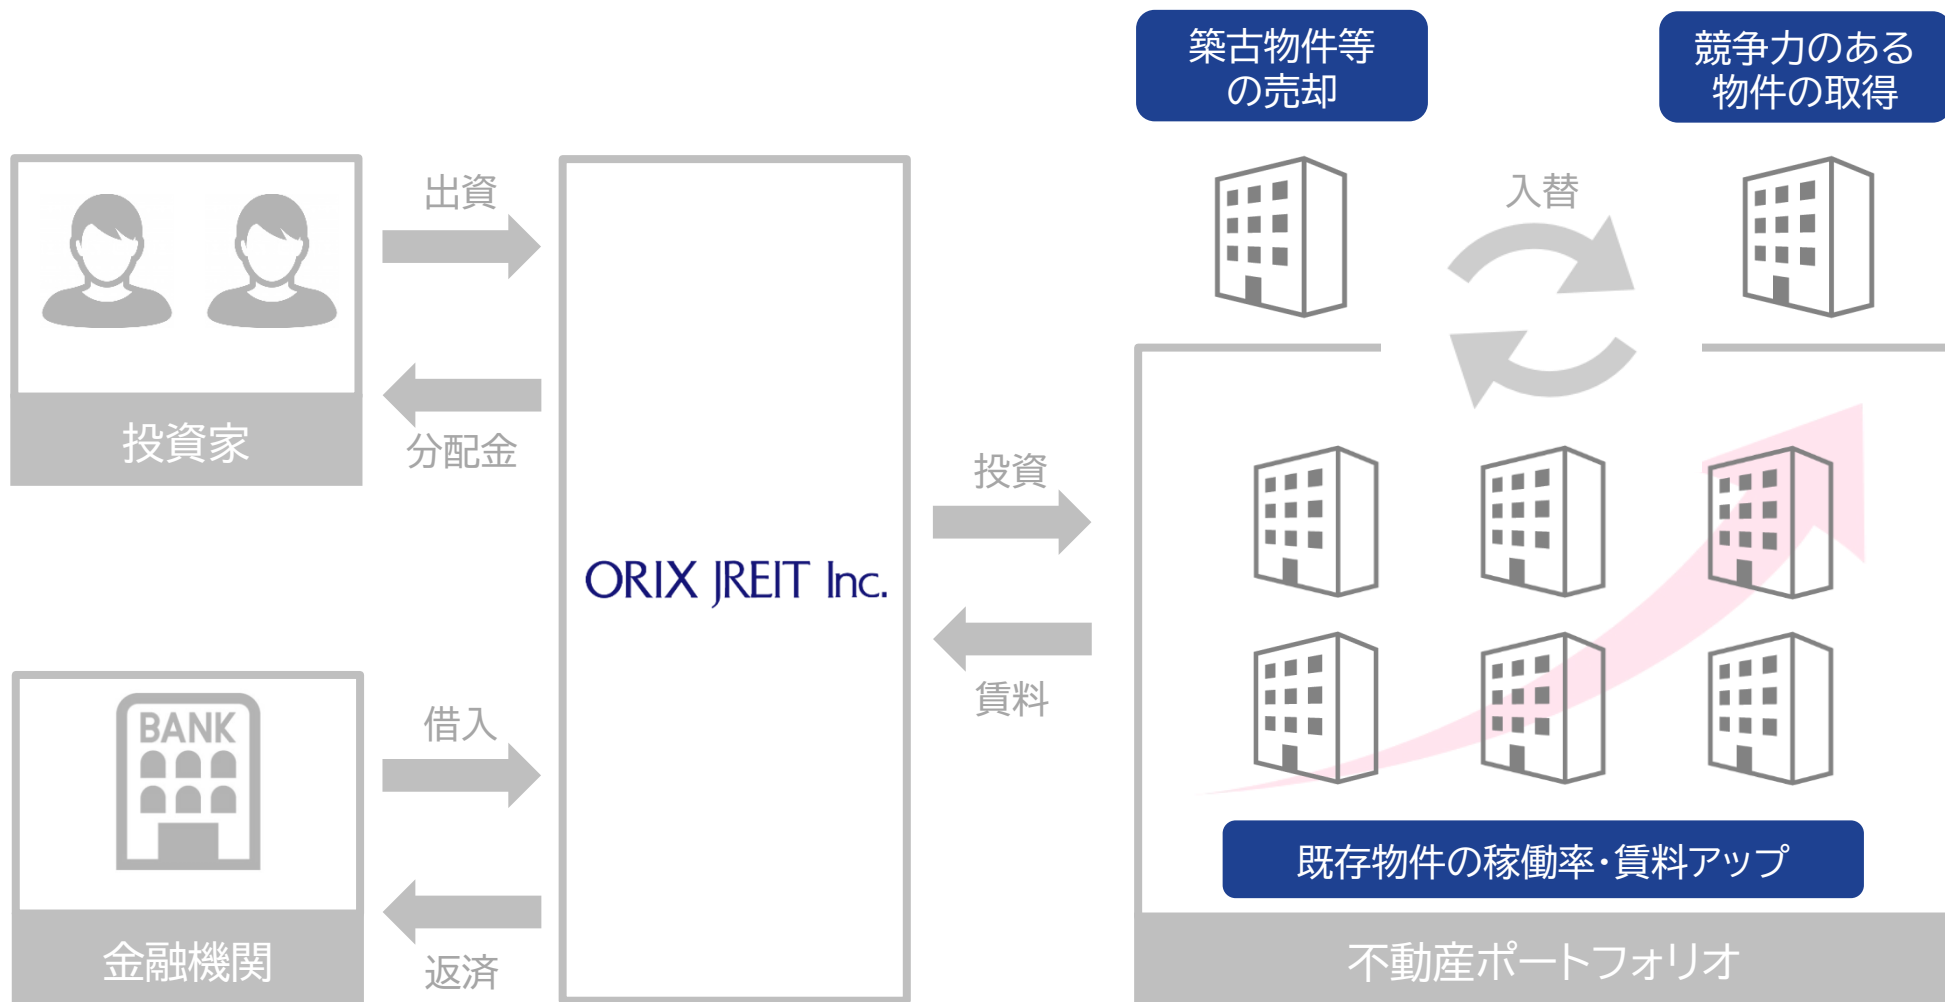 築古物件等
の売却
競争力のある
物件の取得
入替
出資
分配金
投資家
投資
ORIX JREIT Inc.
賃料
BANK
借入
返済
金融機関
既存物件の稼働率・賃料アップ
不動産ポートフォリオ